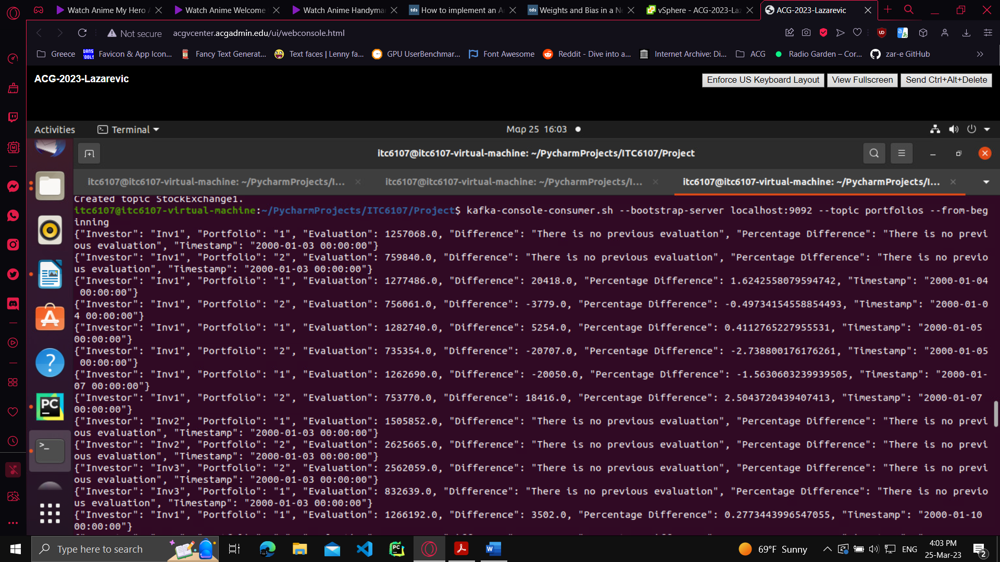 Watch Anime My Hero A
Watch Anime Welcome
Watch Anime Handyma
tds How to implement an A
tds Weights and Bias in a Ne
vSphere - ACG-2023-La
ACG-2023-Lazarevic
Not secure acgvcenter.acgadmin.edu/ui/webconsole.html
Greece
DANS TOOLS Favicon & App Icon...
Fancy Text Generat...
Text faces | Lenny fa...
GPU UserBenchmar...
Font Awesome
Reddit - Dive into a...
Internet Archive: Di...
ACG
Radio Garden – Cor...
zar-e GitHub
ACG-2023-Lazarevic
Enforce US Keyboard Layout View Fullscreen Send Ctrl+Alt+Delete
Activities Terminal Μαρ 25 16:03
itc6107@itc6107-virtual-machine: ~/PycharmProjects/ITC6107/Project
itc6107@itc6107-virtual-machine: ~/PycharmProjects/I... itc6107@itc6107-virtual-machine: ~/PycharmProjects/I... itc6107@itc6107-virtual-machine: ~/PycharmProjects/I...
Created topic StockExchange1.
itc6107@itc6107-virtual-machine:~/PycharmProjects/ITC6107/Project$ kafka-console-consumer.sh --bootstrap-server localhost:9092 --topic portfolios --from-beg
inning
{"Investor": "Inv1", "Portfolio": "1", "Evaluation": 1257068.0, "Difference": "There is no previous evaluation", "Percentage Difference": "There is no previ
ous evaluation", "Timestamp": "2000-01-03 00:00:00"}
{"Investor": "Inv1", "Portfolio": "2", "Evaluation": 759840.0, "Difference": "There is no previous evaluation", "Percentage Difference": "There is no previo
us evaluation", "Timestamp": "2000-01-03 00:00:00"}
{"Investor": "Inv1", "Portfolio": "1", "Evaluation": 1277486.0, "Difference": 20418.0, "Percentage Difference": 1.6242558079594742, "Timestamp": "2000-01-04
 00:00:00"}
{"Investor": "Inv1", "Portfolio": "2", "Evaluation": 756061.0, "Difference": -3779.0, "Percentage Difference": -0.49734154558854493, "Timestamp": "2000-01-0
4 00:00:00"}
{"Investor": "Inv1", "Portfolio": "1", "Evaluation": 1282740.0, "Difference": 5254.0, "Percentage Difference": 0.4112765227955531, "Timestamp": "2000-01-05
00:00:00"}
{"Investor": "Inv1", "Portfolio": "2", "Evaluation": 735354.0, "Difference": -20707.0, "Percentage Difference": -2.738800176176261, "Timestamp": "2000-01-05
 00:00:00"}
{"Investor": "Inv1", "Portfolio": "1", "Evaluation": 1262690.0, "Difference": -20050.0, "Percentage Difference": -1.5630603239939505, "Timestamp": "2000-01-
07 00:00:00"}
{"Investor": "Inv1", "Portfolio": "2", "Evaluation": 753770.0, "Difference": 18416.0, "Percentage Difference": 2.5043720439407413, "Timestamp": "2000-01-07
00:00:00"}
{"Investor": "Inv2", "Portfolio": "1", "Evaluation": 1505852.0, "Difference": "There is no previous evaluation", "Percentage Difference": "There is no previ
ous evaluation", "Timestamp": "2000-01-03 00:00:00"}
{"Investor": "Inv2", "Portfolio": "2", "Evaluation": 2625665.0, "Difference": "There is no previous evaluation", "Percentage Difference": "There is no previ
ous evaluation", "Timestamp": "2000-01-03 00:00:00"}
{"Investor": "Inv3", "Portfolio": "2", "Evaluation": 2562059.0, "Difference": "There is no previous evaluation", "Percentage Difference": "There is no previ
ous evaluation", "Timestamp": "2000-01-03 00:00:00"}
{"Investor": "Inv3", "Portfolio": "1", "Evaluation": 832639.0, "Difference": "There is no previous evaluation", "Percentage Difference": "There is no previo
us evaluation", "Timestamp": "2000-01-03 00:00:00"}
{"Investor": "Inv1", "Portfolio": "1", "Evaluation": 1266192.0, "Difference": 3502.0, "Percentage Difference": 0.2773443996547055, "Timestamp": "2000-01-10
00:00:00"}
PC
Type here to search
PC
W
69°F Sunny
ENG
4:03 PM
25-Mar-23
2